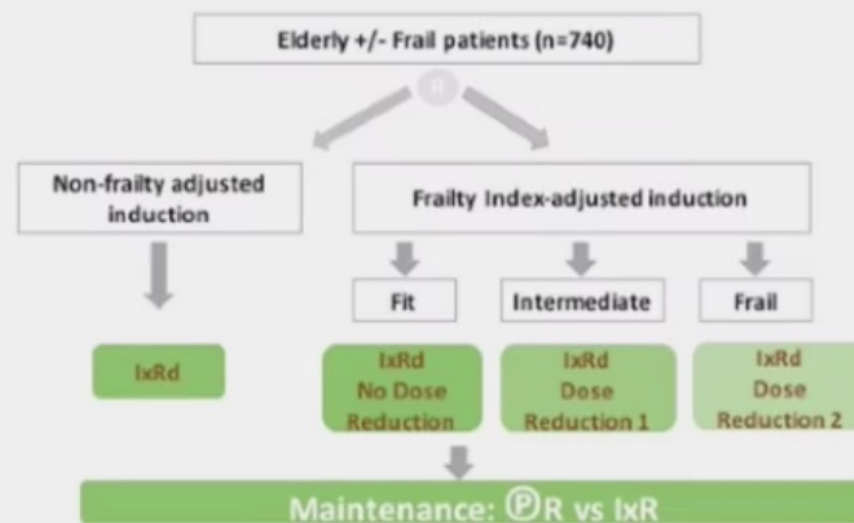 Elderly +/- Frail patients (n=740)
R
Non-frailty adjusted
induction
Frailty Index-adjusted induction
Fit
Intermediate
Frail
IxRd
IxRd
No Dose
Reduction
IxRd
Dose
Reduction 1
IxRd
Dose
Reduction 2
Maintenance: ⓅR vs IxR